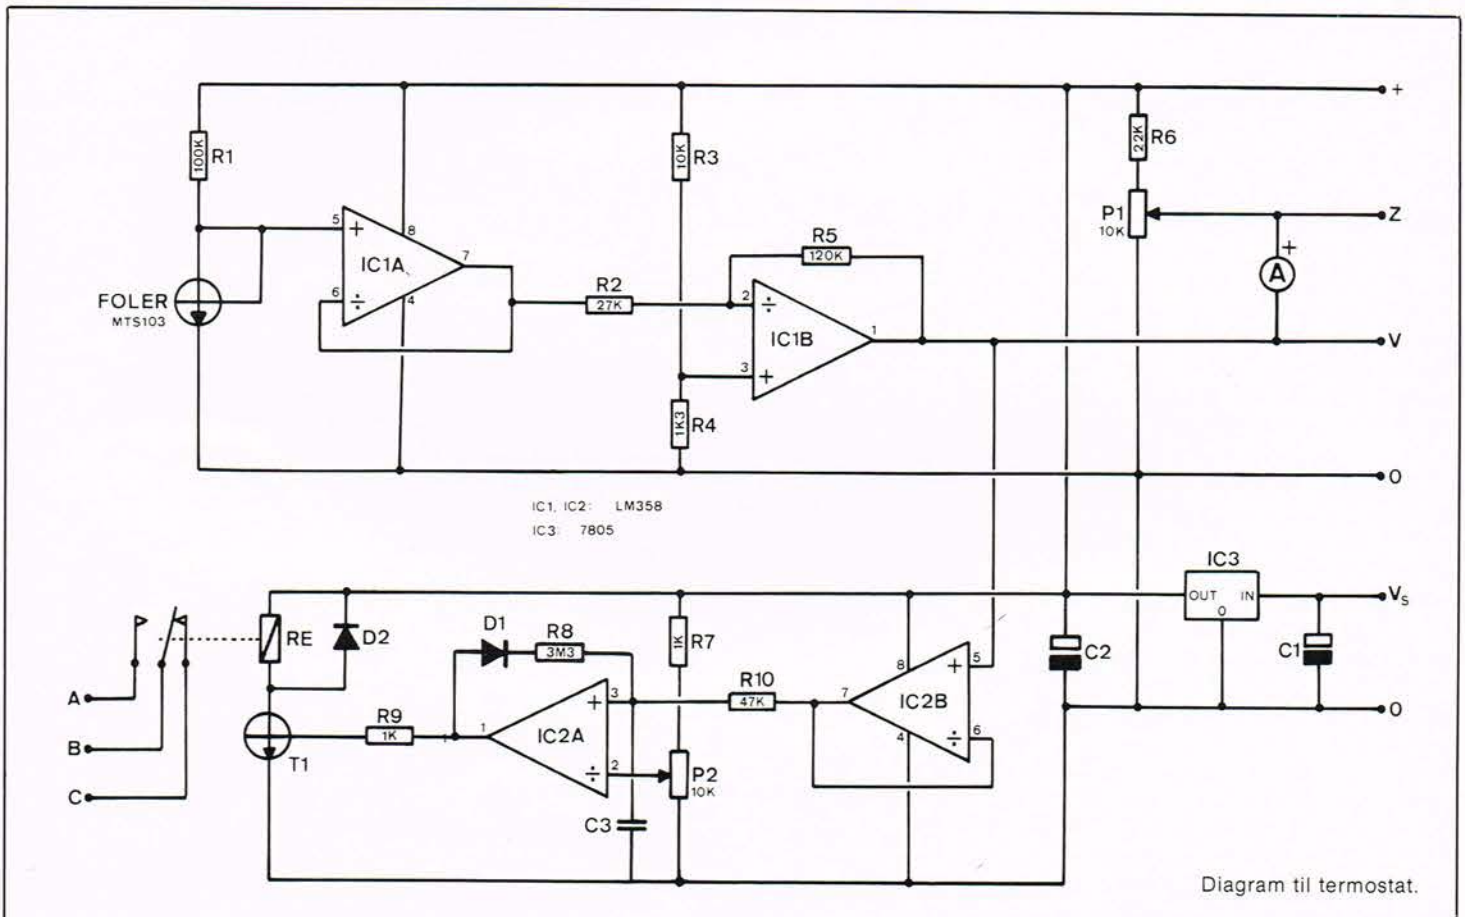 +
R1
100K
R3
10K
R6
22K
P1
10K
Z
5
+
8
IC1A
7
6
÷
4
FOLER
MTS103
R2
27K
R5
120K
2
÷
IC1B
1
3
+
R4
1K3
+
A
V
0
IC1, IC2: LM358
IC3: 7805
IC3
OUT
IN
0
Vs
RE
D2
D1
R8
3M3
R7
1K
8
+
5
C2
C1
A
R9
1K
1
1
+
3
IC2A
R10
47K
7
IC2B
4
÷
6
0
B
T1
÷
2
P2
10K
C
C3
Diagram til termostat.